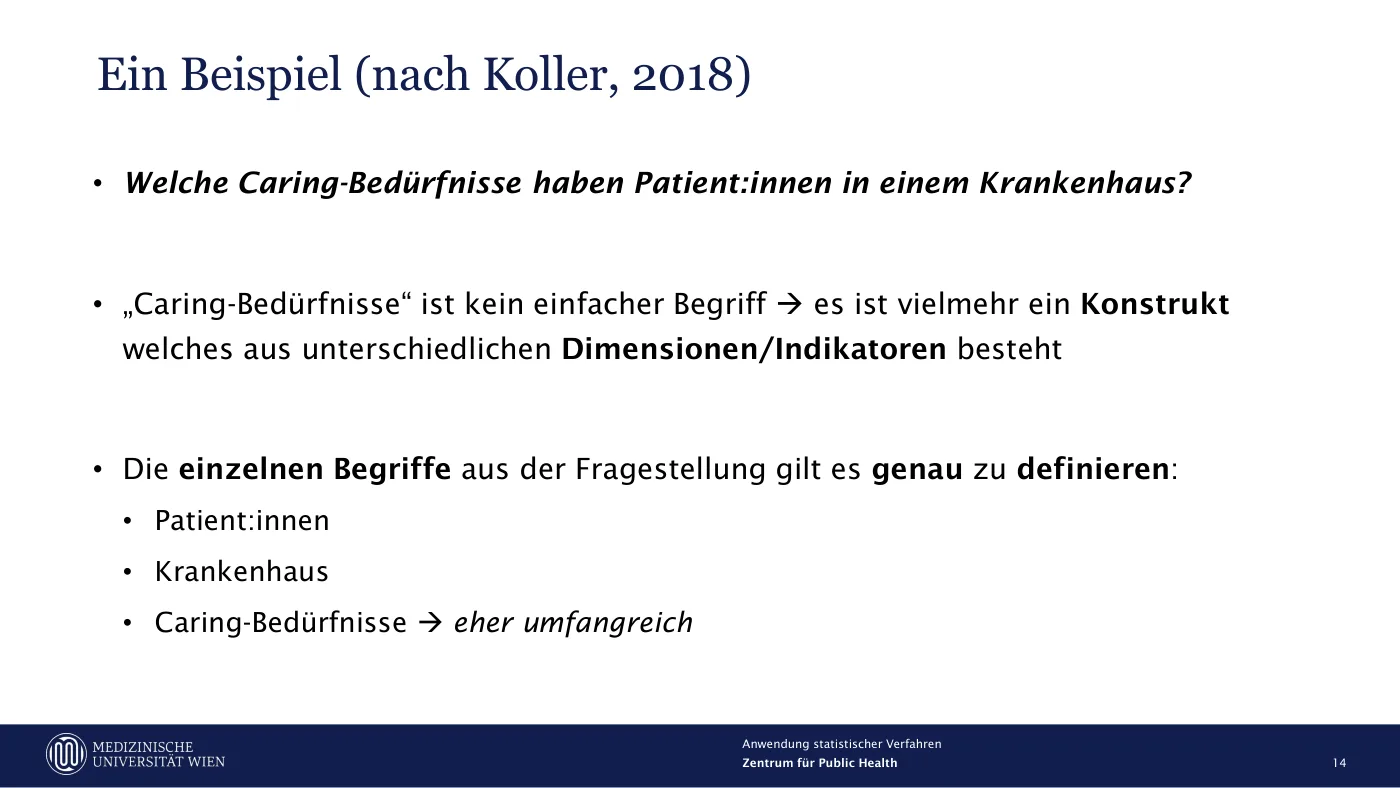 Ein Beispiel (nach Koller, 2018)
• Welche Caring-Bedürfnisse haben Patient:innen in einem Krankenhaus?
• „Caring-Bedürfnisse“ ist kein einfacher Begriff → es ist vielmehr ein Konstrukt
welches aus unterschiedlichen Dimensionen/Indikatoren besteht
• Die einzelnen Begriffe aus der Fragestellung gilt es genau zu definieren:
• Patient:innen
• Krankenhaus
• Caring-Bedürfnisse → eher umfangreich
MEDIZINISCHE
UNIVERSITÄT WIEN
Anwendung statistischer Verfahren
Zentrum für Public Health
14